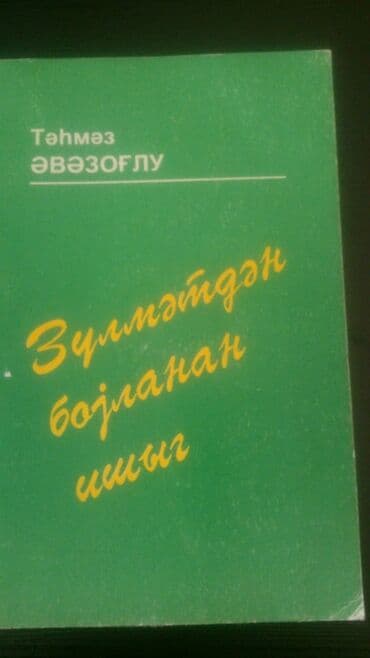 Тәһмәз
ӘВӘЗОҒЛУ
Зүлмәтдән
бојланан
ишыг